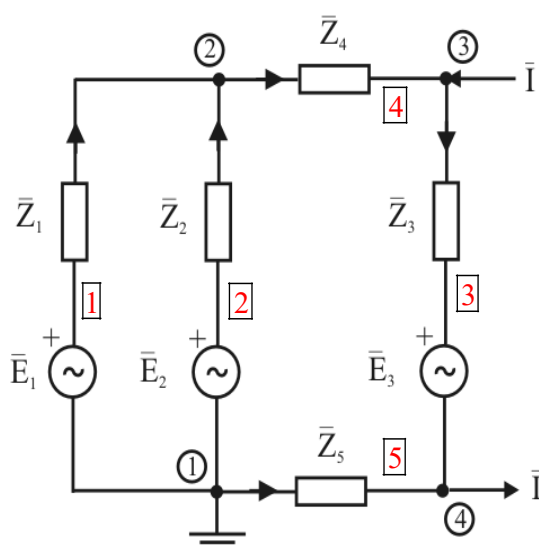 Z̄₄
②
③
Ī
4
Z̄₁
Z̄₂
Z̄₃
1
2
3
+
+
+
Ē₁
Ē₂
Ē₃
①
Z̄₅
5
Ī
④